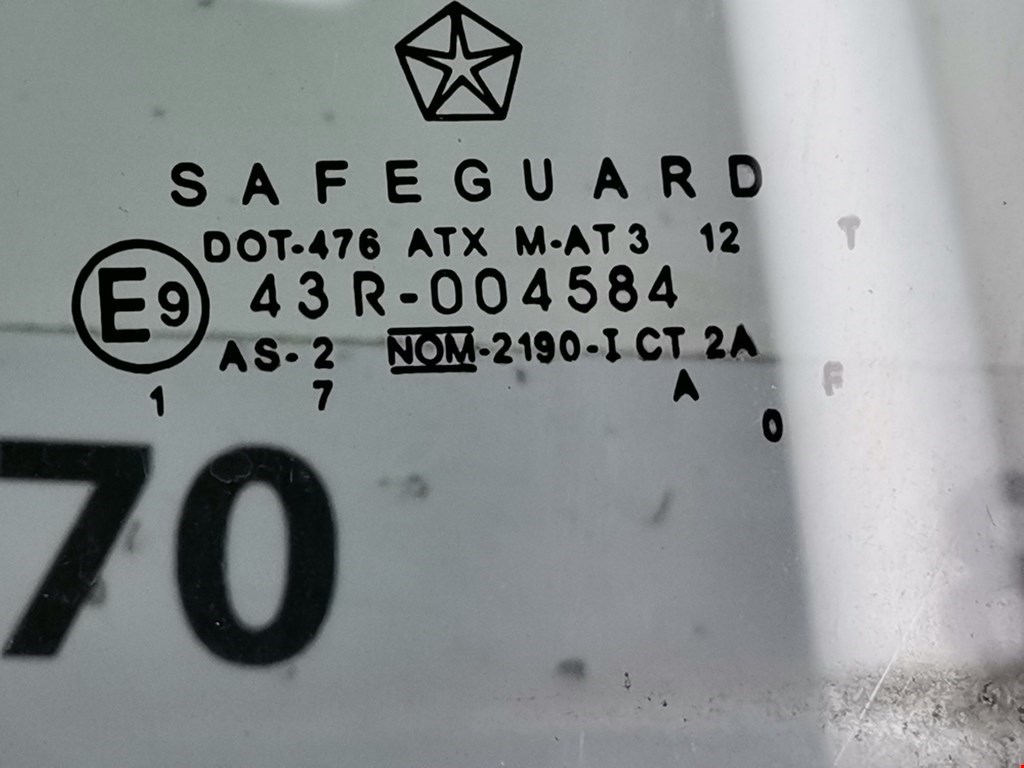 SAFEGUARD
DOT-476 ATX M-AT3 12 T
E9 43R-004584
AS-2 NOM-2190-I CT 2A
1 7 A F
0
70